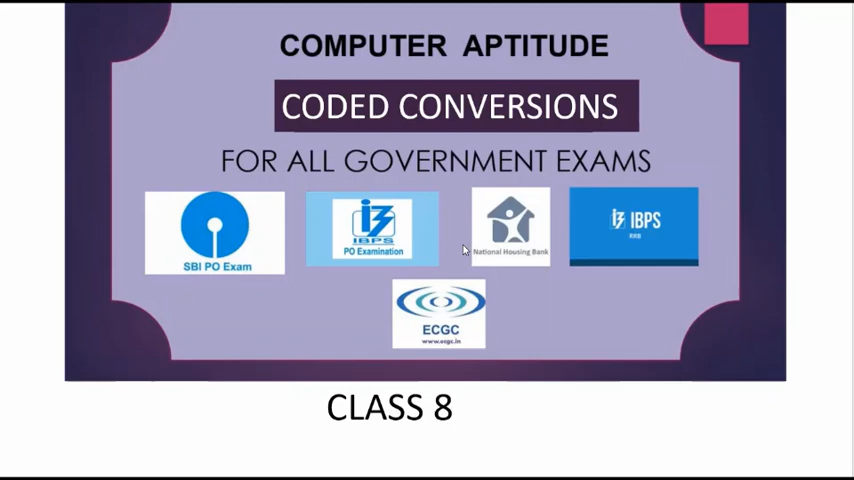 COMPUTER APTITUDE
CODED CONVERSIONS
FOR ALL GOVERNMENT EXAMS
SBI PO Exam
IBPS
PO Examination
National Housing Bank
IBPS
ECGC
www.ecgc.in
CLASS 8